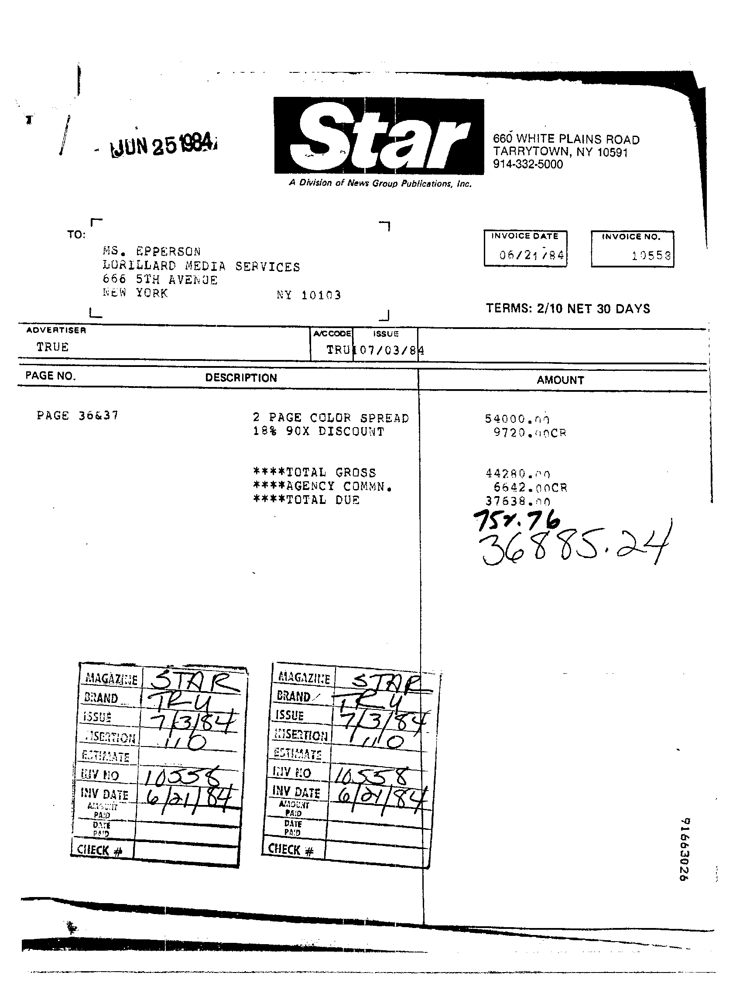 JUN 25 1984
Star
A Division of News Group Publications, Inc.
660 WHITE PLAINS ROAD
TARRYTOWN, NY 10591
914-332-5000
TO:
MS. EPPERSON
LORILLARD MEDIA SERVICES
666 5TH AVENUE
NEW YORK NY 10103
INVOICE DATE
06/21/84
INVOICE NO.
10558
TERMS: 2/10 NET 30 DAYS
ADVERTISER A/C CODE ISSUE
TRUE TRU 07/03/84
PAGE NO. DESCRIPTION AMOUNT
PAGE 36&37 2 PAGE COLOR SPREAD 54000.00
18% 90X DISCOUNT 9720.00CR
****TOTAL GROSS 44280.00
****AGENCY COMMN. 6642.00CR
****TOTAL DUE 37638.00
752.76
36885.24
MAGAZINE STAR
BRAND TRU
ISSUE 7/3/84
INSERTION 110
ESTIMATE
INV NO 10558
INV DATE 6/21/84
AMOUNT PAID
DATE PAID
CHECK #
MAGAZINE STAR
BRAND TRU
ISSUE 7/3/84
INSERTION 110
ESTIMATE
INV NO 10558
INV DATE 6/21/84
AMOUNT PAID
DATE PAID
CHECK #
91663026